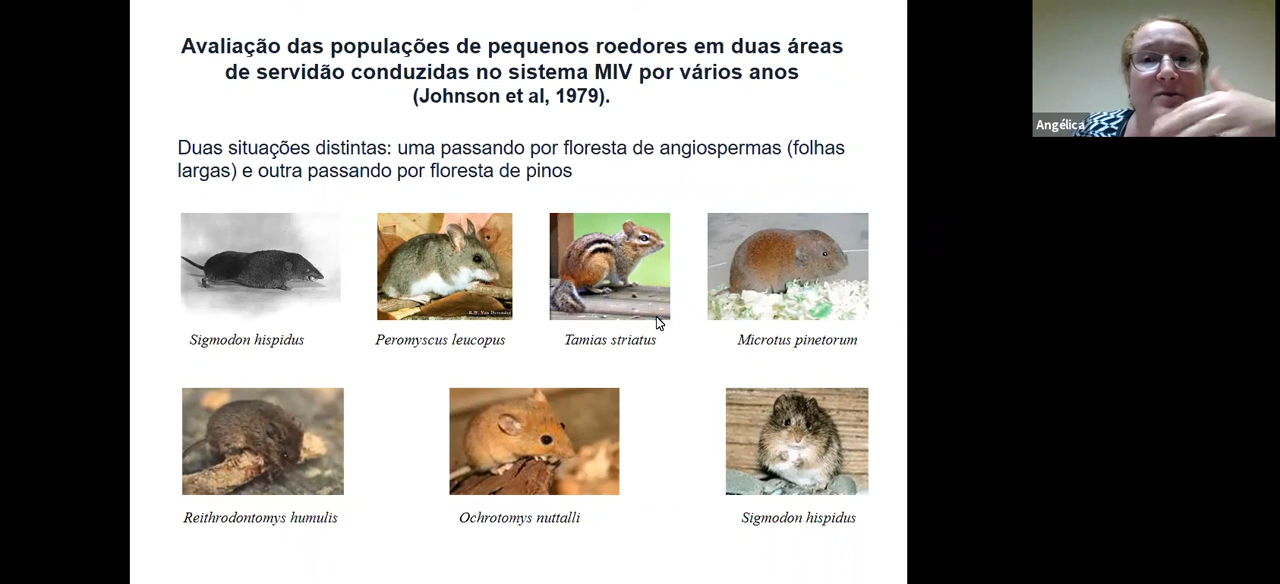 Avaliação das populações de pequenos roedores em duas áreas
de servidão conduzidas no sistema MIV por vários anos
(Johnson et al, 1979).
Angélica
Duas situações distintas: uma passando por floresta de angiospermas (folhas
largas) e outra passando por floresta de pinos
Sigmodon hispidus
Peromyscus leucopus
Tamias striatus
Microtus pinetorum
Reithrodontomys humulis
Ochrotomys nuttalli
Sigmodon hispidus